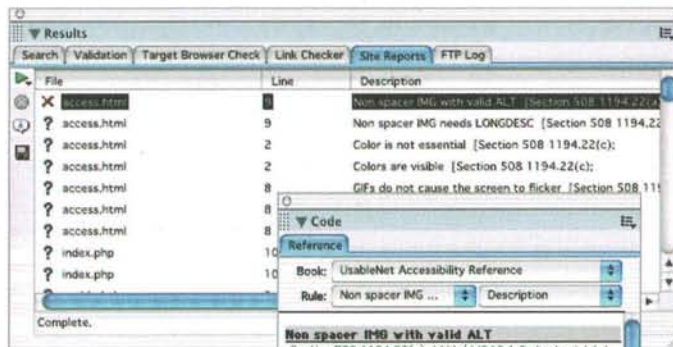 Results
Search Validation Target Browser Check Link Checker Site Reports FTP Log
File Line Description
access.html 9 Non spacer IMG with valid ALT [Section 508 1194.22(a)
? access.html 9 Non spacer IMG needs LONGDESC [Section 508 1194.22
? access.html 2 Color is not essential [Section 508 1194.22(c);
? access.html 2 Colors are visible [Section 508 1194.22(c);
? access.html 8 GIFs do not cause the screen to flicker [Section 508 119
? access.html 8
? access.html 8
? index.php 10
? index.php 10
Complete.
Code
Reference
Book: UsableNet Accessibility Reference
Rule: Non spacer IMG ... Description
Non spacer IMG with valid ALT